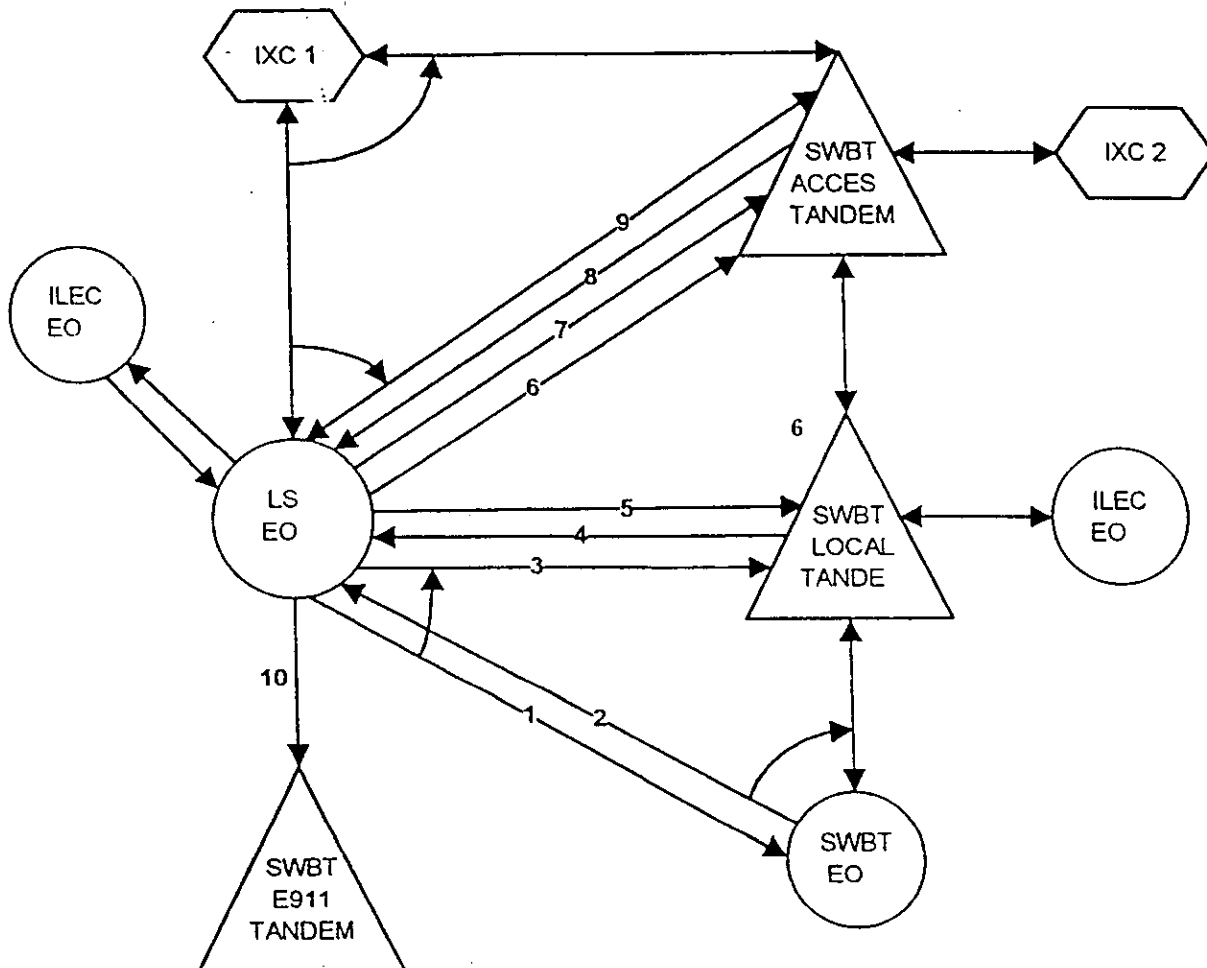 IXC 1
SWBT
ACCES
TANDEM
IXC 2
9
8
7
6
ILEC
EO
6
LS
EO
5
4
3
SWBT
LOCAL
TANDE
ILEC
EO
10
2
1
SWBT
EO
SWBT
E911
TANDEM